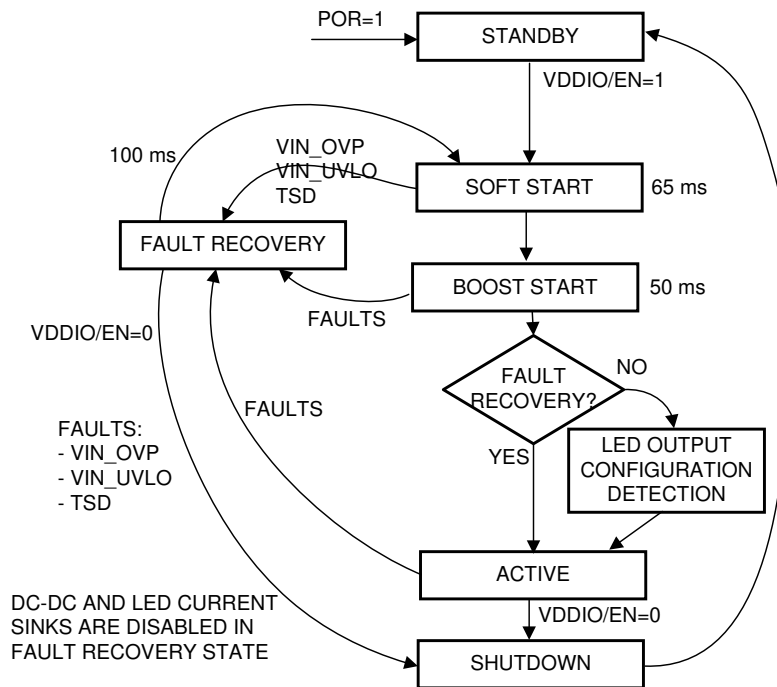 POR=1
STANDBY
VDDIO/EN=1
100 ms
VIN_OVP
VIN_UVLO
TSD
SOFT START
65 ms
FAULT RECOVERY
BOOST START
50 ms
FAULTS
VDDIO/EN=0
FAULT
RECOVERY?
NO
YES
FAULTS
LED OUTPUT
CONFIGURATION
DETECTION
FAULTS:
- VIN_OVP
- VIN_UVLO
- TSD
ACTIVE
VDDIO/EN=0
DC-DC AND LED CURRENT
SINKS ARE DISABLED IN
FAULT RECOVERY STATE
SHUTDOWN